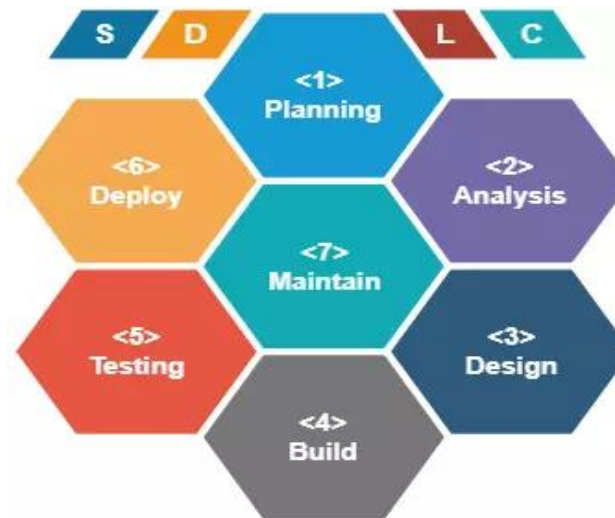 S D L C
<1>
Planning
<2>
Analysis
<3>
Design
<4>
Build
<5>
Testing
<6>
Deploy
<7>
Maintain